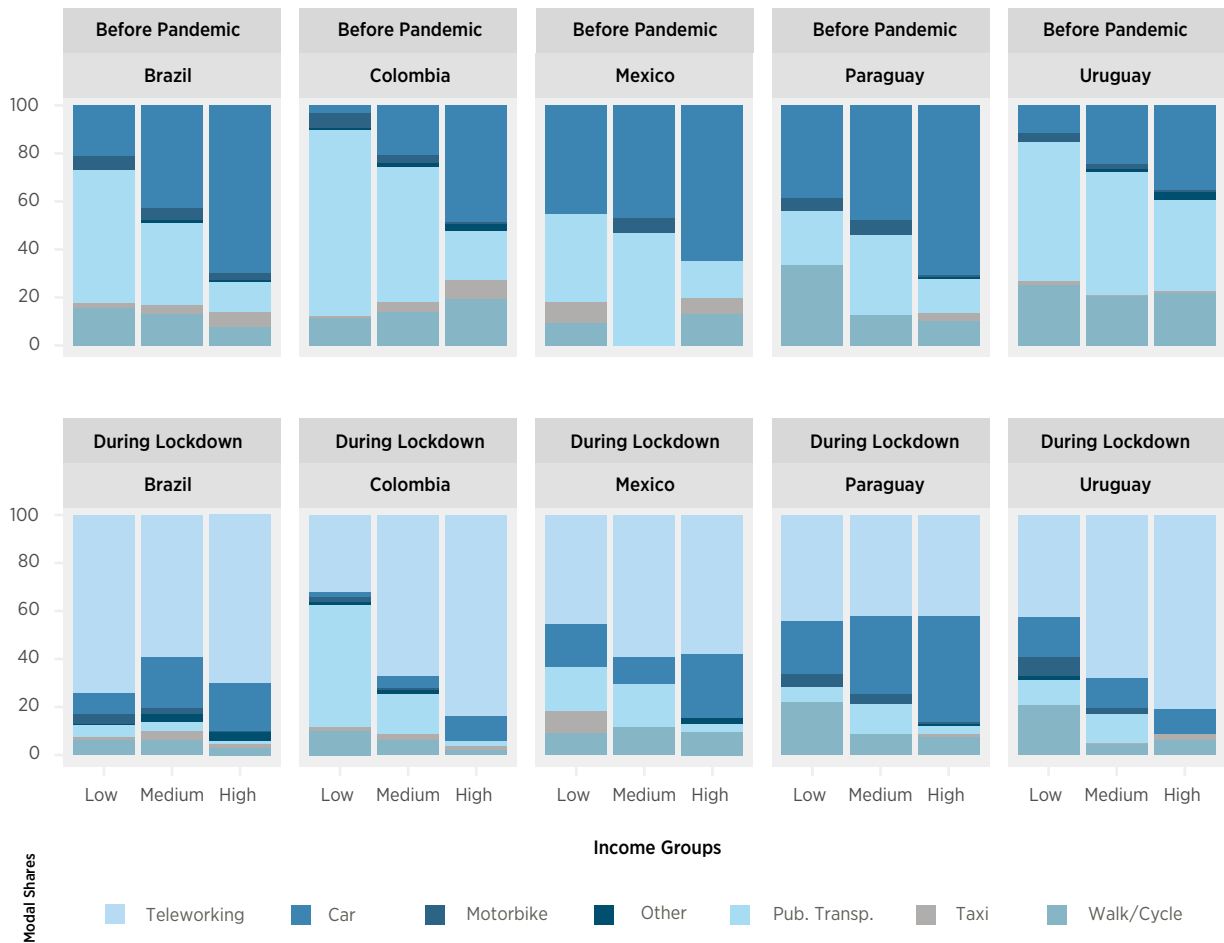 Before Pandemic Before Pandemic Before Pandemic Before Pandemic Before Pandemic
Brazil Colombia Mexico Paraguay Uruguay
100
80
60
40
20
0
During Lockdown During Lockdown During Lockdown During Lockdown During Lockdown
Brazil Colombia Mexico Paraguay Uruguay
100
80
60
40
20
0
Low Medium High Low Medium High Low Medium High Low Medium High Low Medium High
Income Groups
Modal Shares
Teleworking Car Motorbike Other Pub. Transp. Taxi Walk/Cycle